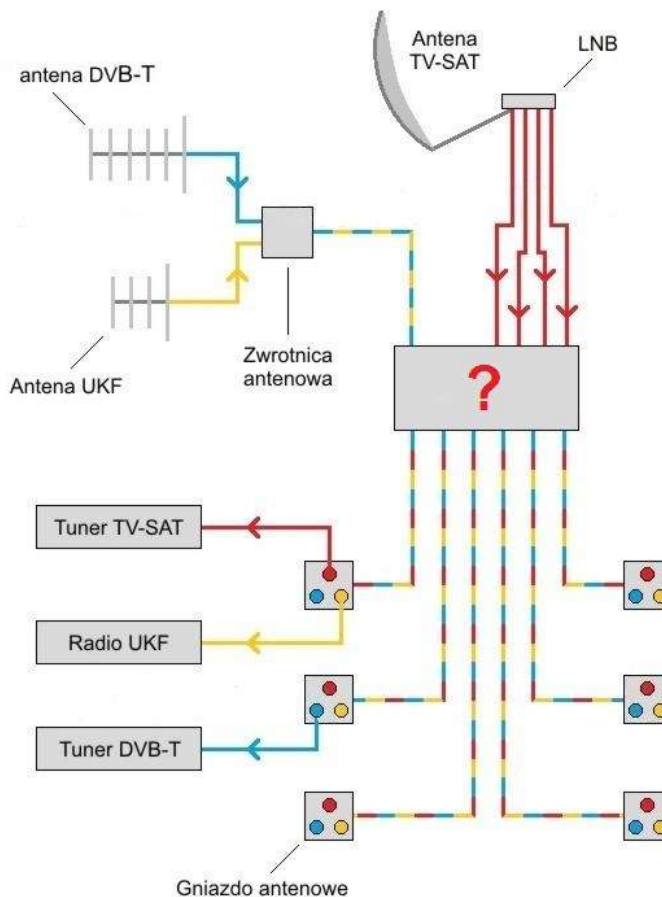 Antena
TV-SAT
LNB
antena DVB-T
Zwrotnica
antenowa
Antena UKF
?
Tuner TV-SAT
Radio UKF
Tuner DVB-T
Gniazdo antenowe